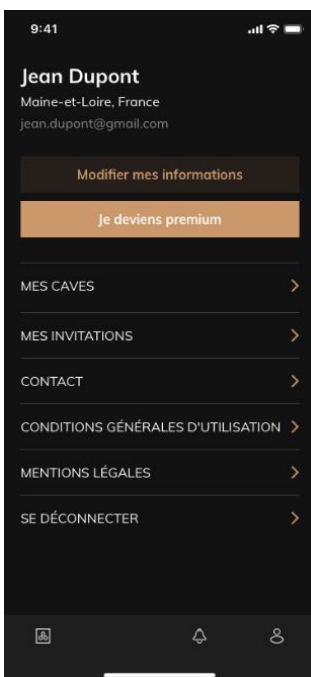 9:41
Jean Dupont
Maine-et-Loire, France
jean.dupont@gmail.com
Modifier mes informations
Je deviens premium
MES CAVES
MES INVITATIONS
CONTACT
CONDITIONS GÉNÉRALES D'UTILISATION
MENTIONS LÉGALES
SE DÉCONNECTER